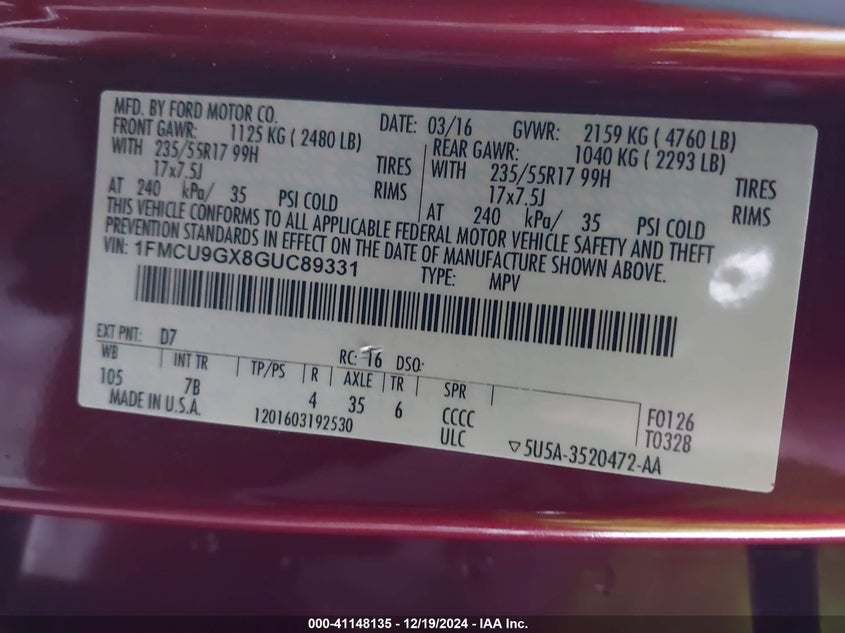 MFD. BY FORD MOTOR CO. DATE: 03/16 GVWR: 2159 KG ( 4760 LB)
FRONT GAWR: 1125 KG ( 2480 LB) REAR GAWR: 1040 KG ( 2293 LB)
WITH 235/55R17 99H TIRES WITH 235/55R17 99H TIRES
17x7.5J RIMS 17x7.5J RIMS
AT 240 kPa/ 35 PSI COLD AT 240 kPa/ 35 PSI COLD
THIS VEHICLE CONFORMS TO ALL APPLICABLE FEDERAL MOTOR VEHICLE SAFETY AND THEFT
PREVENTION STANDARDS IN EFFECT ON THE DATE OF MANUFACTURE SHOWN ABOVE.
VIN: 1FMCU9GX8GUC89331
TYPE: MPV
EXT PNT: D7 RC: 16 DSO:
WB INT TR TP/PS R AXLE TR SPR
105 7B 4 35 6 CCCC F0126
MADE IN U.S.A. 1201603192530 ULC T0328
▽5U5A-3520472-AA
000-41148135 - 12/19/2024 - IAA Inc.